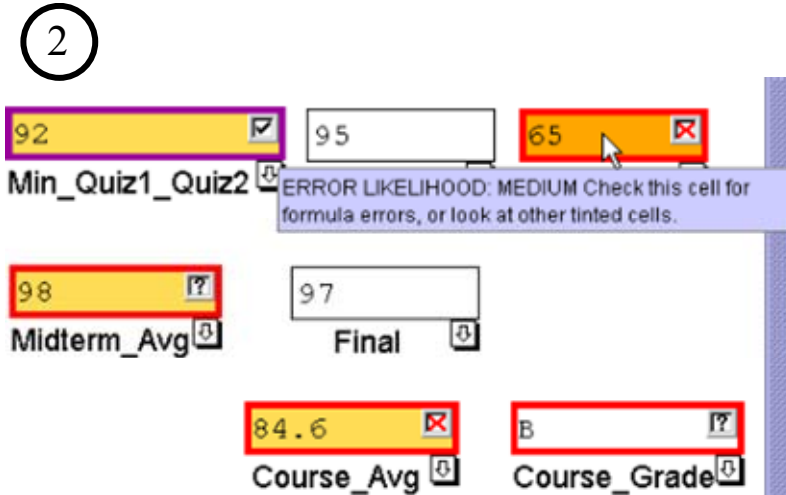 2
92
95
65
Min_Quiz1_Quiz2
ERROR LIKELIHOOD: MEDIUM Check this cell for
formula errors, or look at other tinted cells.
98
?
97
Midterm_Avg
Final
84.6
B
?
Course_Avg
Course_Grade